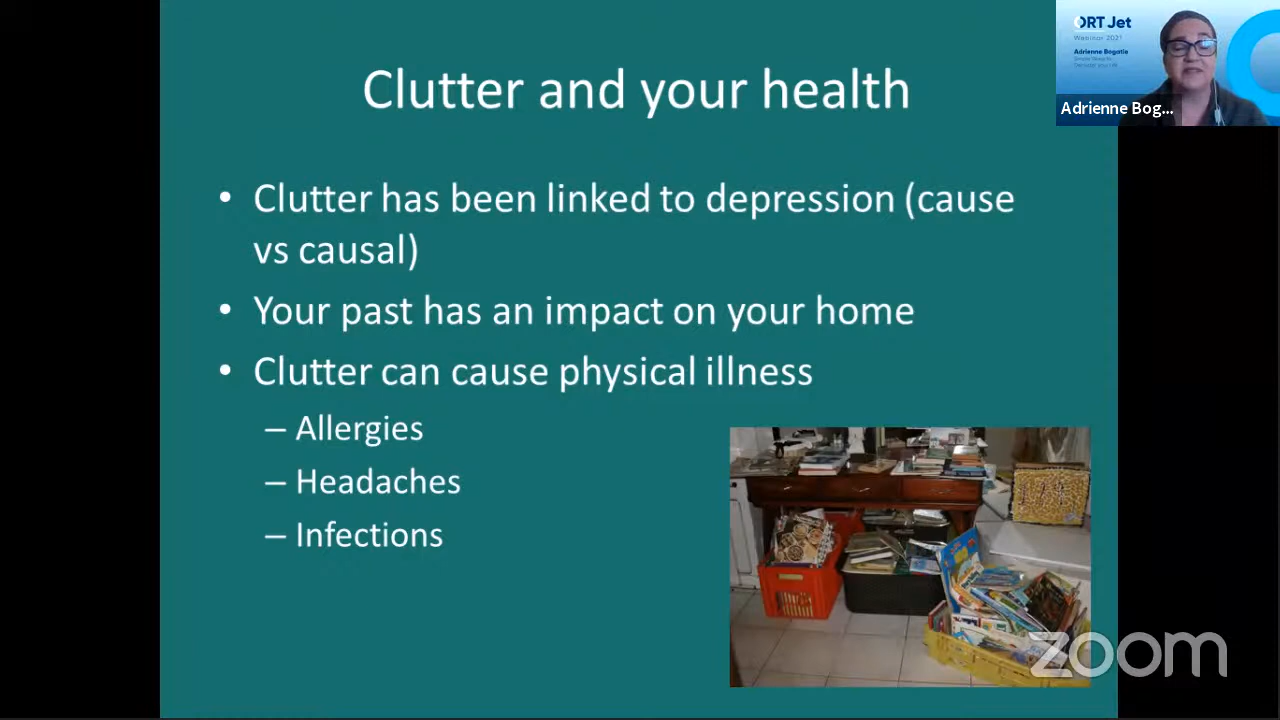 Clutter and your health
ORT Jet
Webinar 2021
Adrienne Bogatie
Adrienne Bog...
• Clutter has been linked to depression (cause
vs causal)
• Your past has an impact on your home
• Clutter can cause physical illness
– Allergies
– Headaches
– Infections
zoom